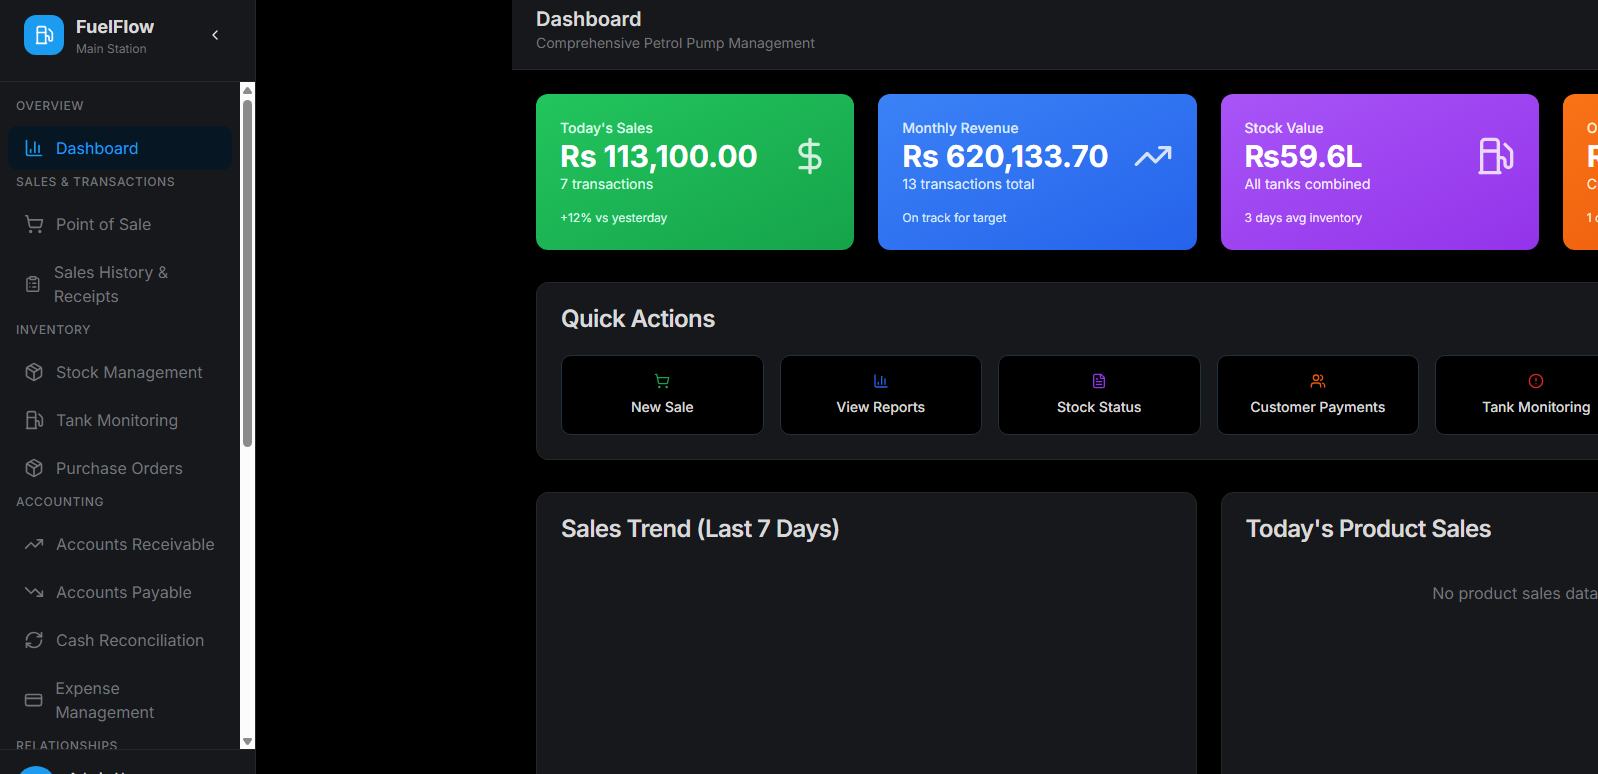 FuelFlow
Main Station
OVERVIEW
Dashboard
SALES & TRANSACTIONS
Point of Sale
Sales History &
Receipts
INVENTORY
Stock Management
Tank Monitoring
Purchase Orders
ACCOUNTING
Accounts Receivable
Accounts Payable
Cash Reconciliation
Expense
Management
RELATIONSHIPS
Dashboard
Comprehensive Petrol Pump Management
Today's Sales
Rs 113,100.00
7 transactions
+12% vs yesterday
Monthly Revenue
Rs 620,133.70
13 transactions total
On track for target
Stock Value
Rs59.6L
All tanks combined
3 days avg inventory
Quick Actions
New Sale
View Reports
Stock Status
Customer Payments
Tank Monitoring
Sales Trend (Last 7 Days)
Today's Product Sales
No product sales data